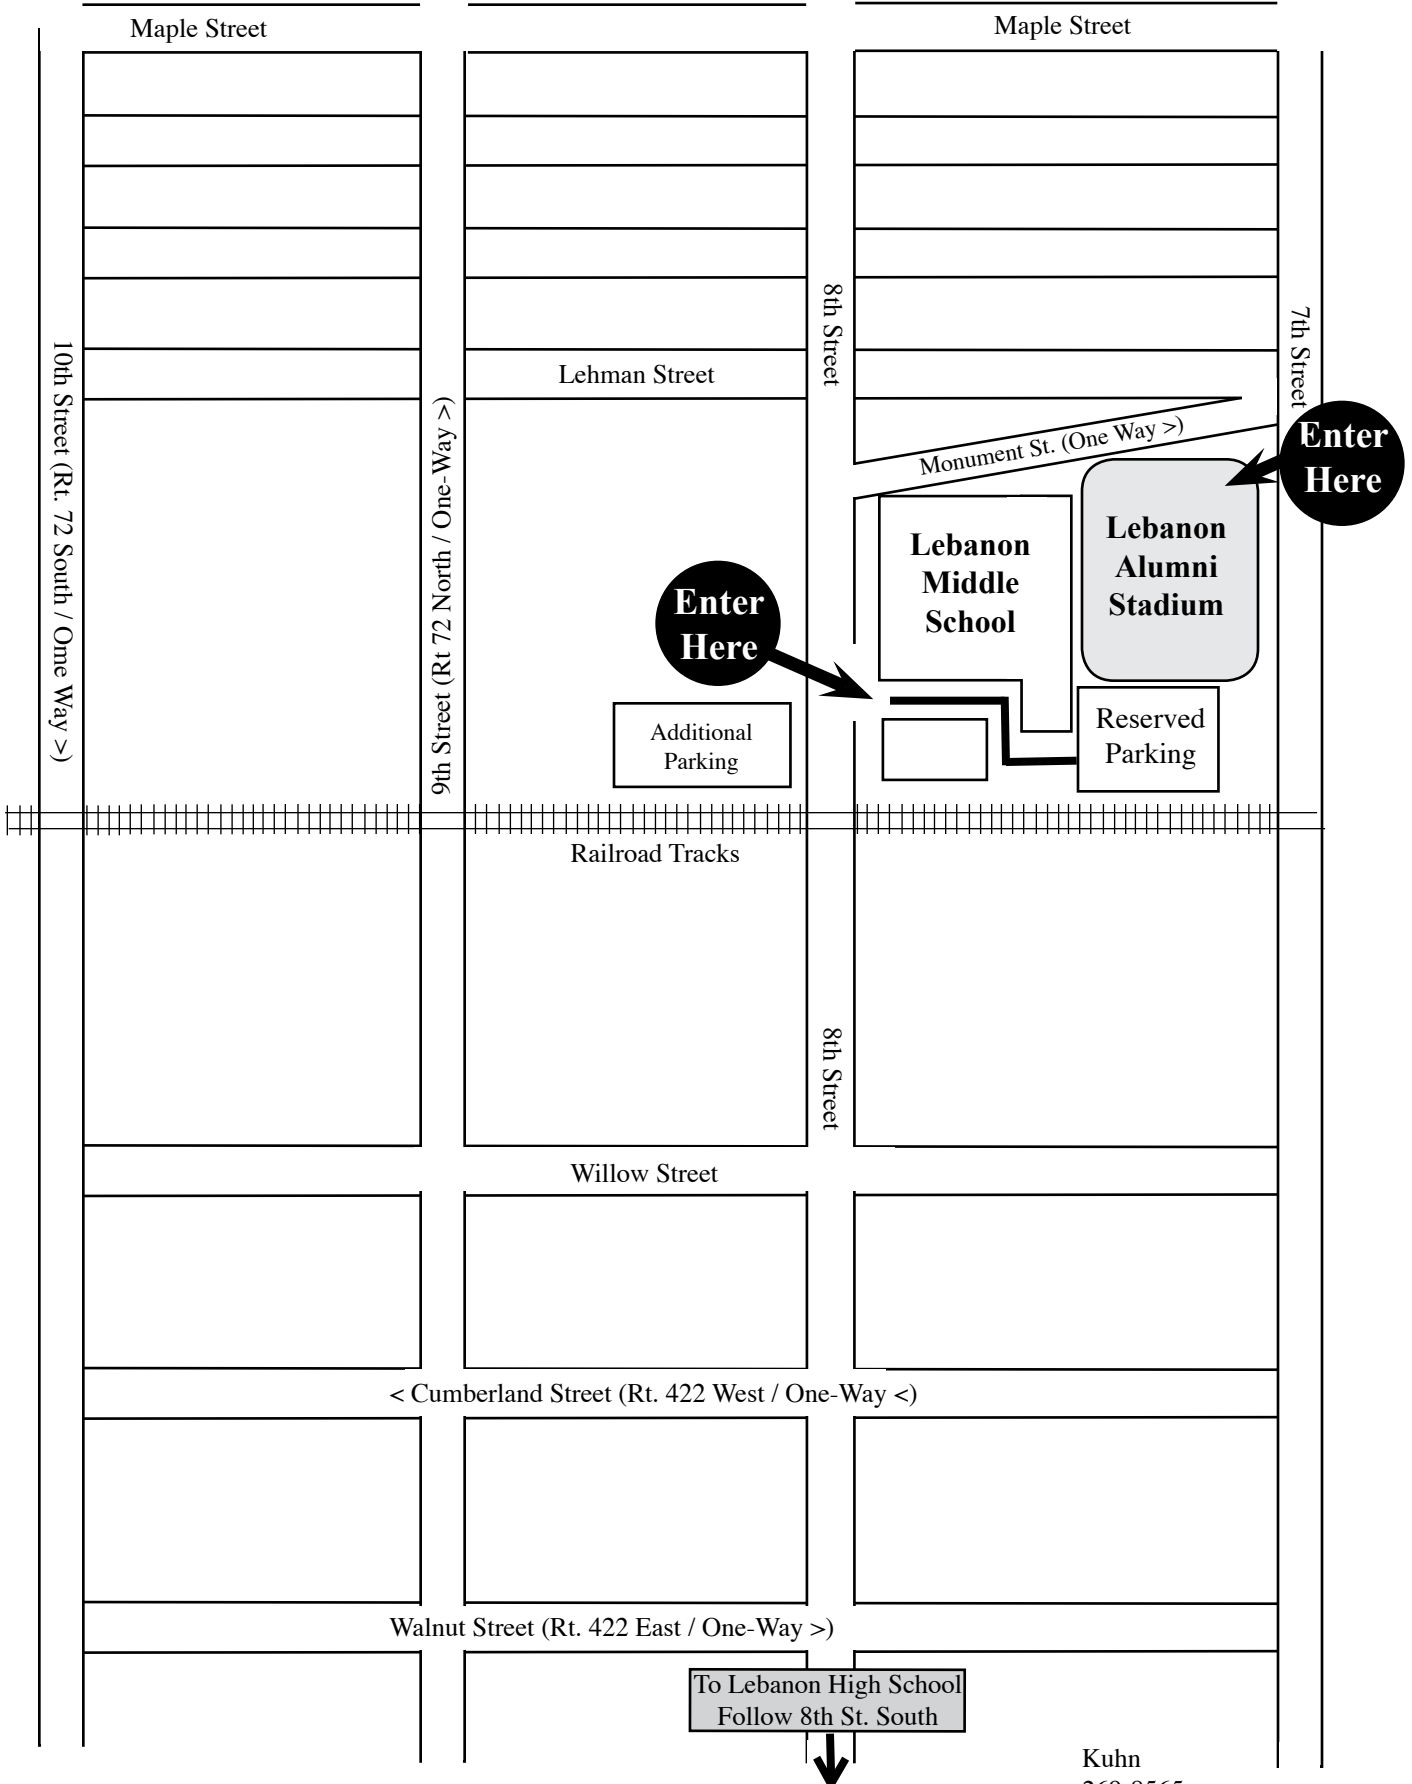 Maple Street
Maple Street
8th Street
7th Street
10th Street (Rt. 72 South / Ome Way >)
Lehman Street
9th Street (Rt 72 North / One-Way >)
Monument St. (One Way >)
Enter
Here
Lebanon
Middle
School
Lebanon
Alumni
Stadium
Enter
Here
Additional
Parking
Reserved
Parking
Railroad Tracks
8th Street
Willow Street
< Cumberland Street (Rt. 422 West / One-Way <)
Walnut Street (Rt. 422 East / One-Way >)
To Lebanon High School
Follow 8th St. South
Kuhn